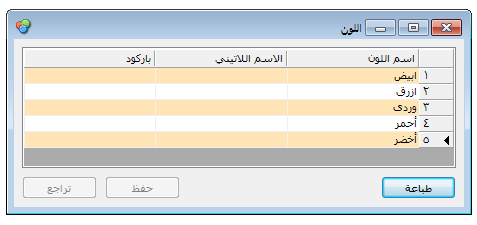 اللون
اسم اللون الاسم اللاتيني باركود
١ ابيض
٢ ازرق
٣ وردى
٤ أحمر
٥ أخضر
طباعة حفظ تراجع